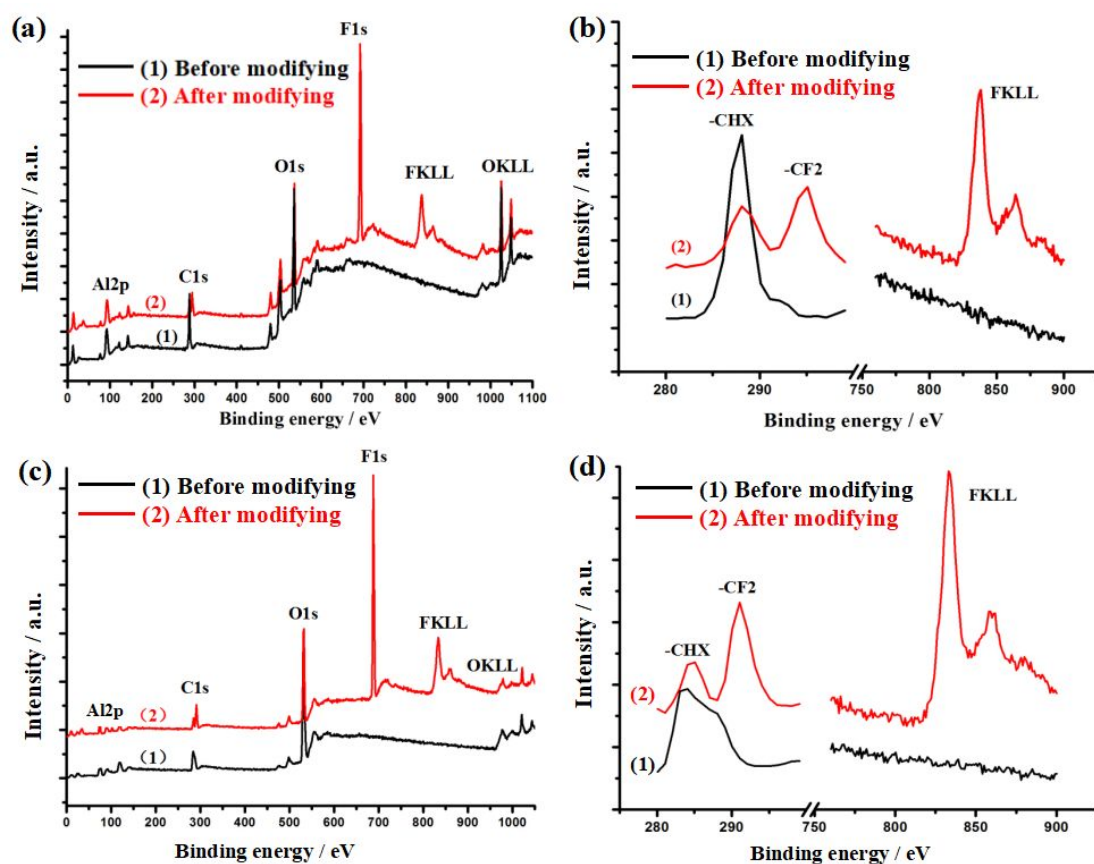 (a)
F1s
(1) Before modifying
(2) After modifying
O1s
FKLL
OKLL
Al2p
C1s
(2)
(1)
Intensity / a.u.
0 100 200 300 400 500 600 700 800 900 1000 1100
Binding energy / eV
(b)
(1) Before modifying
(2) After modifying
FKLL
-CHX
-CF2
(2)
(1)
Intensity / a.u.
280 290 800 850 900
Binding energy / eV
(c)
F1s
(1) Before modifying
(2) After modifying
O1s
FKLL
OKLL
C1s
Al2p
(2)
(1)
Intensity / a.u.
0 100 200 300 400 500 600 700 800 900 1000
Binding energy / eV
(d)
(1) Before modifying
(2) After modifying
FKLL
-CF2
-CHX
(2)
(1)
Intensity / a.u.
280 290 750 800 850 900
Binding energy / eV